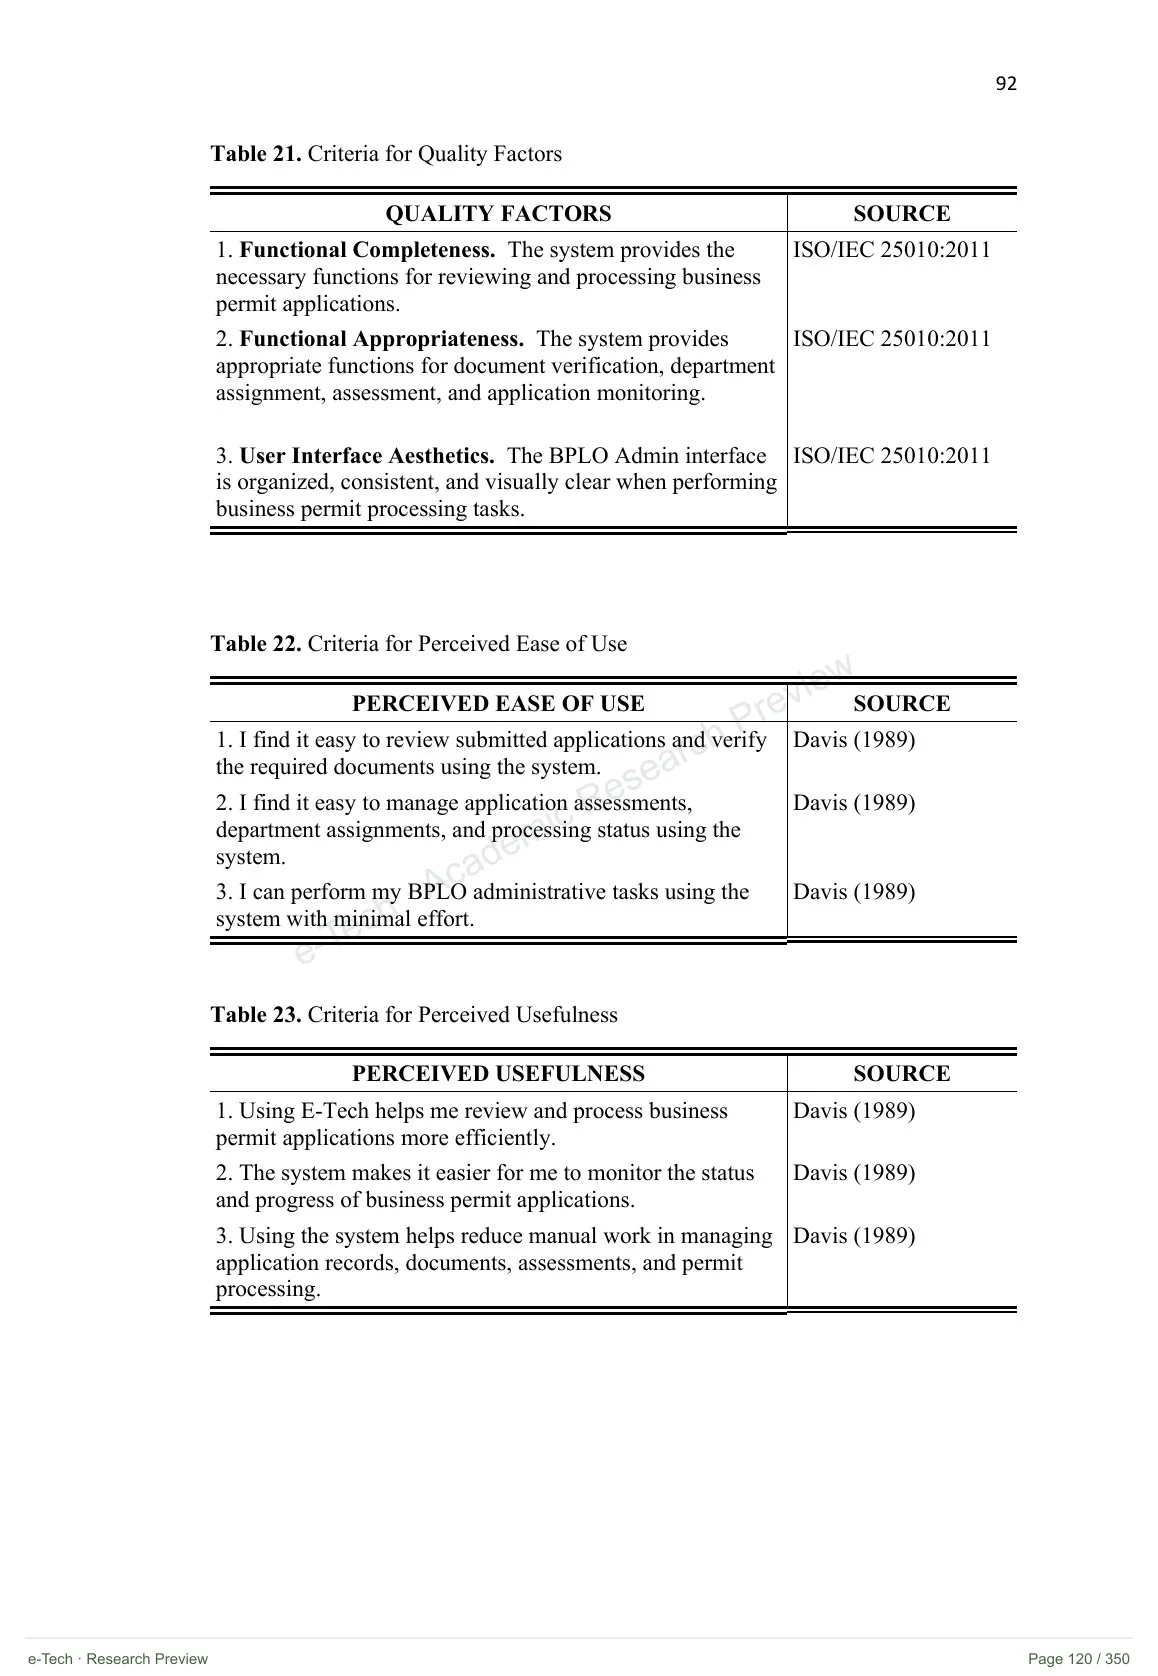 92
Table 21. Criteria for Quality Factors
QUALITY FACTORS SOURCE
1. Functional Completeness. The system provides the ISO/IEC 25010:2011
necessary functions for reviewing and processing business
permit applications.
2. Functional Appropriateness. The system provides ISO/IEC 25010:2011
appropriate functions for document verification, department
assignment, assessment, and application monitoring.
3. User Interface Aesthetics. The BPLO Admin interface ISO/IEC 25010:2011
is organized, consistent, and visually clear when performing
business permit processing tasks.
Table 22. Criteria for Perceived Ease of Use
PERCEIVED EASE OF USE SOURCE
1. I find it easy to review submitted applications and verify Davis (1989)
the required documents using the system.
2. I find it easy to manage application assessments, Davis (1989)
department assignments, and processing status using the
system.
3. I can perform my BPLO administrative tasks using the Davis (1989)
system with minimal effort.
e-Tech · Academic Research Preview
Table 23. Criteria for Perceived Usefulness
PERCEIVED USEFULNESS SOURCE
1. Using E-Tech helps me review and process business Davis (1989)
permit applications more efficiently.
2. The system makes it easier for me to monitor the status Davis (1989)
and progress of business permit applications.
3. Using the system helps reduce manual work in managing Davis (1989)
application records, documents, assessments, and permit
processing.
e-Tech · Research Preview Page 120 / 350